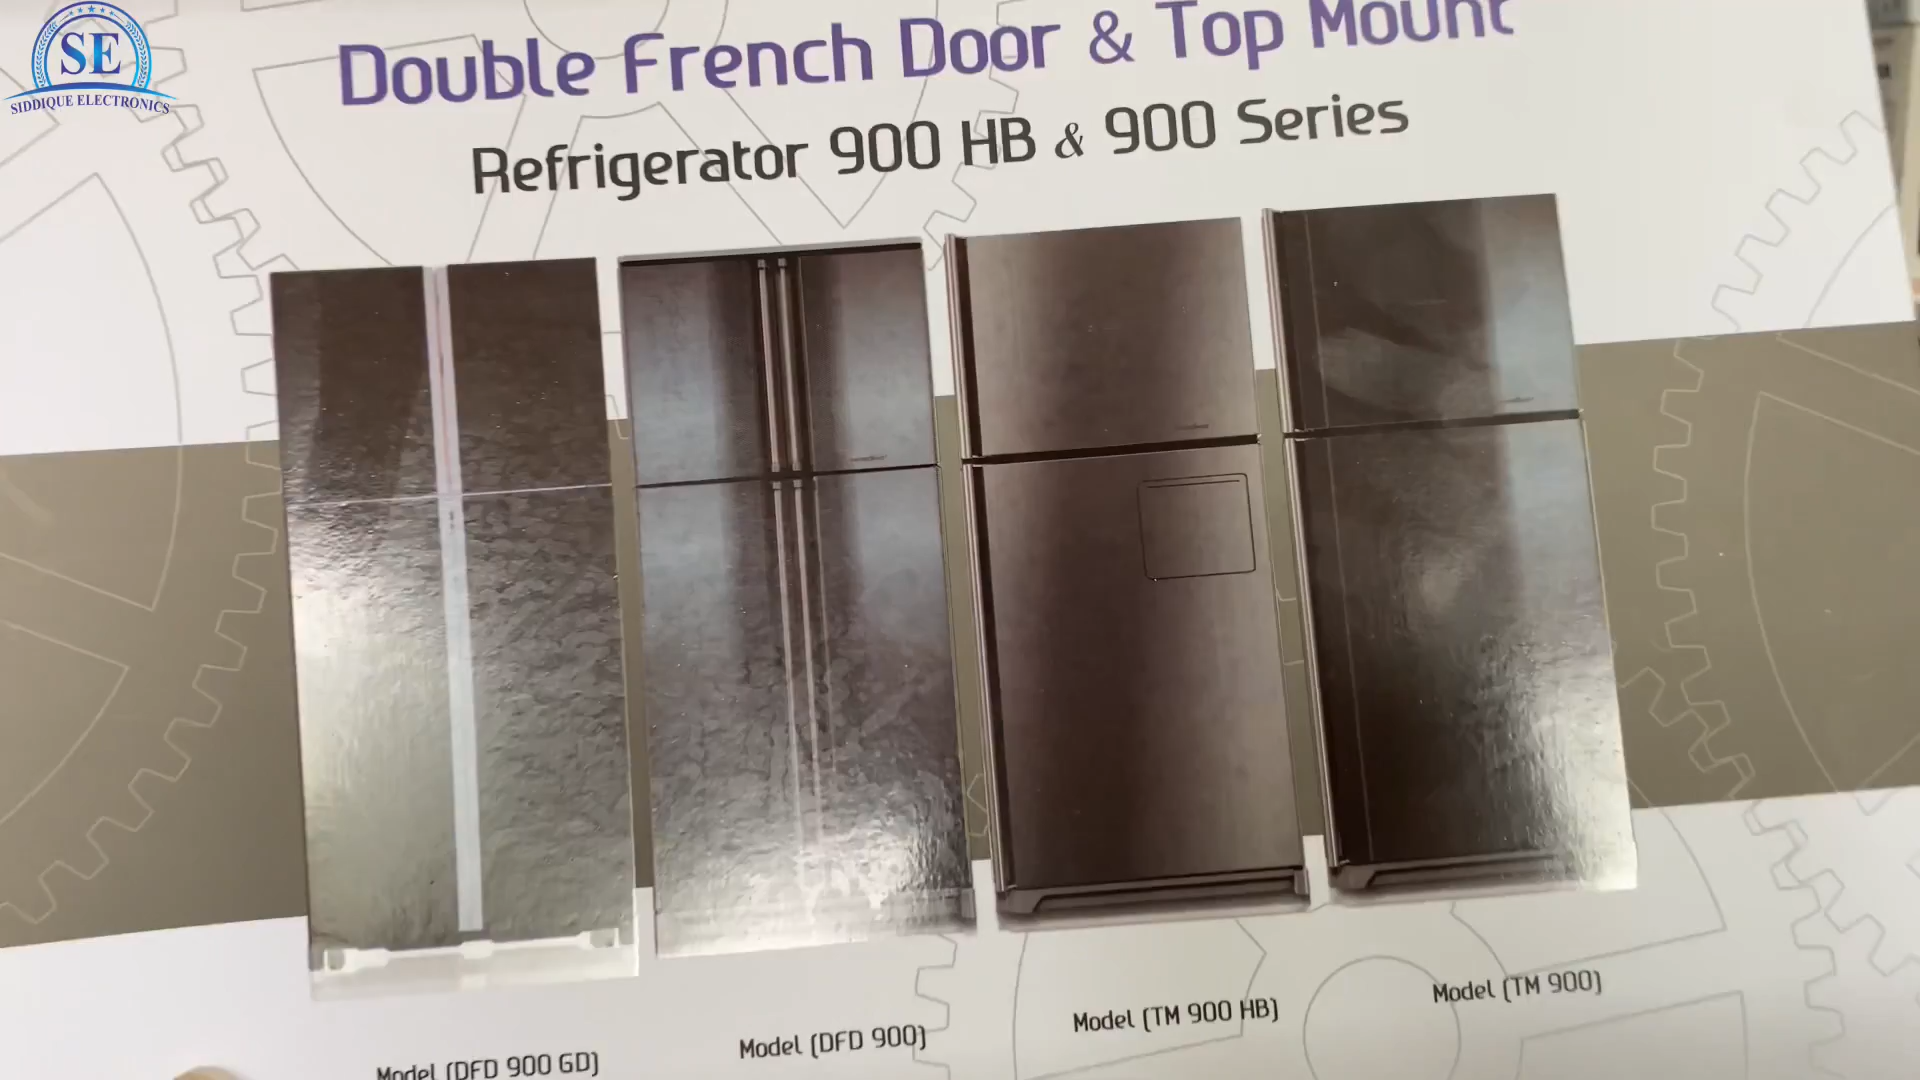 SE
SIDDIQUE ELECTRONICS
Double French Door & Top Mount
Refrigerator 900 HB & 900 Series
Model (DFD 900 GD)
Model (DFD 900)
Model (TM 900 HB)
Model (TM 900)